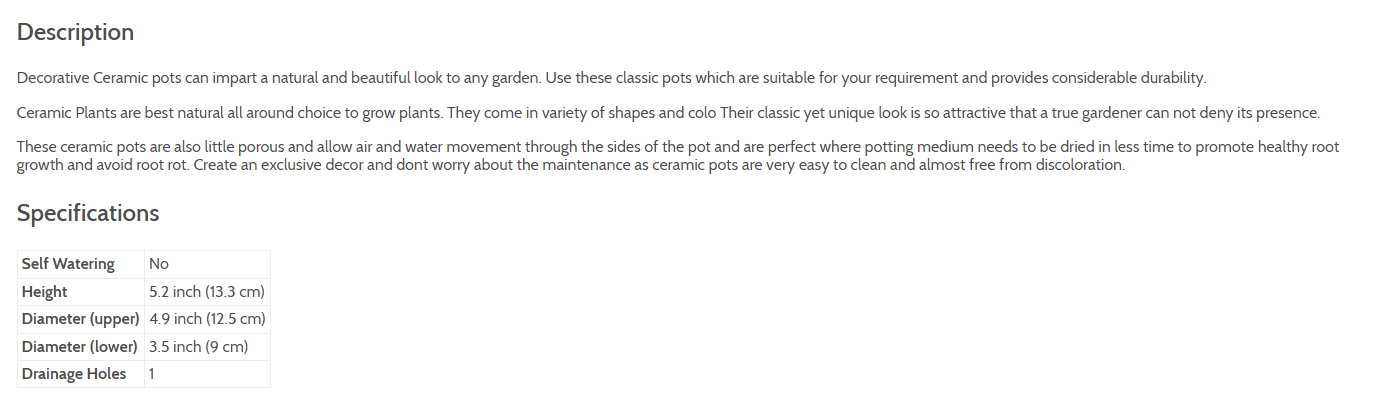 Description
Decorative Ceramic pots can impart a natural and beautiful look to any garden. Use these classic pots which are suitable for your requirement and provides considerable durability.
Ceramic Plants are best natural all around choice to grow plants. They come in variety of shapes and colo Their classic yet unique look is so attractive that a true gardener can not deny its presence.
These ceramic pots are also little porous and allow air and water movement through the sides of the pot and are perfect where potting medium needs to be dried in less time to promote healthy root
growth and avoid root rot. Create an exclusive decor and dont worry about the maintenance as ceramic pots are very easy to clean and almost free from discoloration.
Specifications
Self Watering No
Height 5.2 inch (13.3 cm)
Diameter (upper) 4.9 inch (12.5 cm)
Diameter (lower) 3.5 inch (9 cm)
Drainage Holes 1